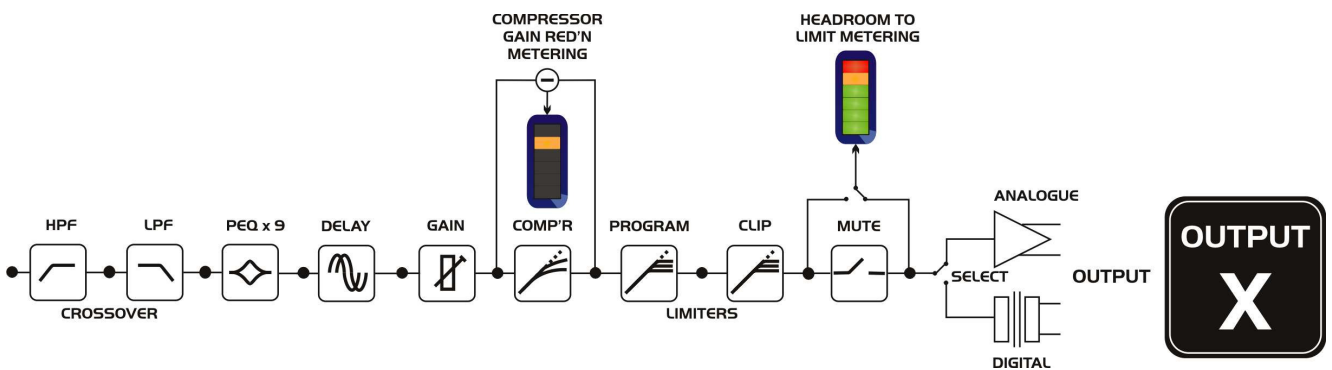 COMPRESSOR
GAIN RED'N
METERING
HEADROOM TO
LIMIT METERING
HPF
LPF
PEQ x 9
DELAY
GAIN
COMP'R
PROGRAM
CLIP
MUTE
ANALOGUE
SELECT
OUTPUT
CROSSOVER
LIMITERS
DIGITAL
OUTPUT
X